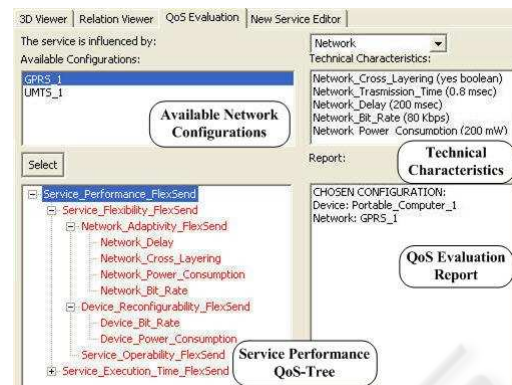 3D Viewer Relation Viewer QoS Evaluation New Service Editor
The service is influenced by:
Available Configurations:
GPRS_1
UMTS_1
Available Network
Configurations
Network
Technical Characteristics:
Network_Cross_Layering (yes boolean)
Network_Trasmission_Time (0.8 msec)
Network_Delay (200 msec)
Network_Bit_Rate (80 Kbps)
Network Power Consumption (200 mW)
Technical
Characteristics
Select
Report:
Service_Performance_FlexSend
Service_Flexibility_FlexSend
Network_Adaptivity_FlexSend
Network_Delay
Network_Cross_Layering
Network_Power_Consumption
Network_Bit_Rate
Device_Reconfigurability_FlexSend
Device_Bit_Rate
Device_Power_Consumption
Service_Operability_FlexSend
Service_Execution_Time_FlexSend
Service Performance
QoS-Tree
CHOSEN CONFIGURATION:
Device: Portable_Computer_1
Network: GPRS_1
QoS Evaluation
Report